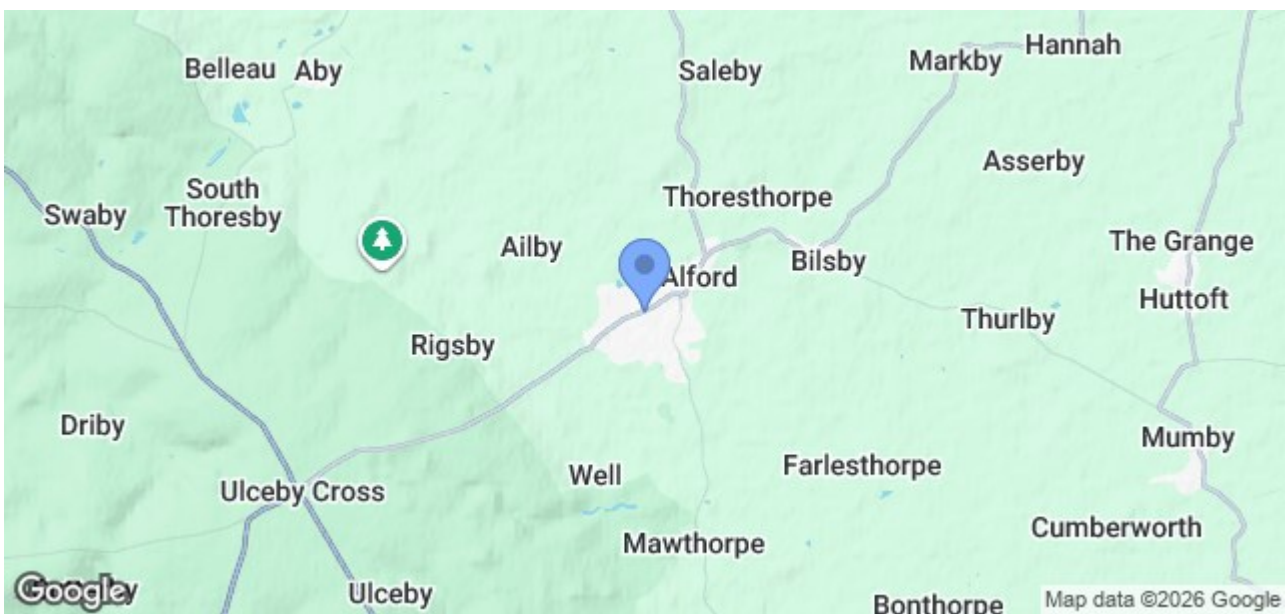 Hannah
Markby
Belleau
Aby
Saleby
Asserby
South
Thoresby
Thoresthorpe
Swaby
The Grange
Ailby
Bilsby
Alford
Huttoft
Thurlby
Rigsby
Driby
Mumby
Farlesthorpe
Well
Ulceby Cross
Cumberworth
Mawthorpe
Ulceby
Google
Map data ©2026 Google
Bonthorpe